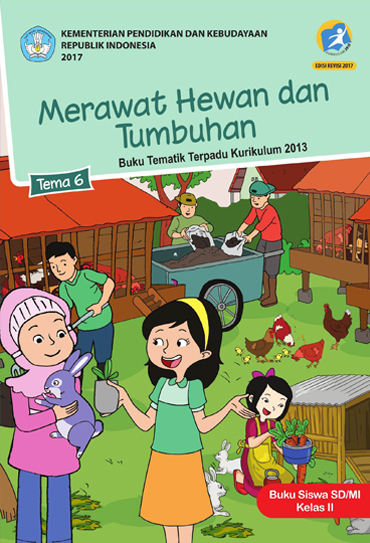 KEMENTERIAN PENDIDIKAN DAN KEBUDAYAAN
REPUBLIK INDONESIA
2017
EDISI REVISI 2017
Merawat Hewan dan
Tumbuhan
Buku Tematik Terpadu Kurikulum 2013
Tema 6
Buku Siswa SD/MI
Kelas II